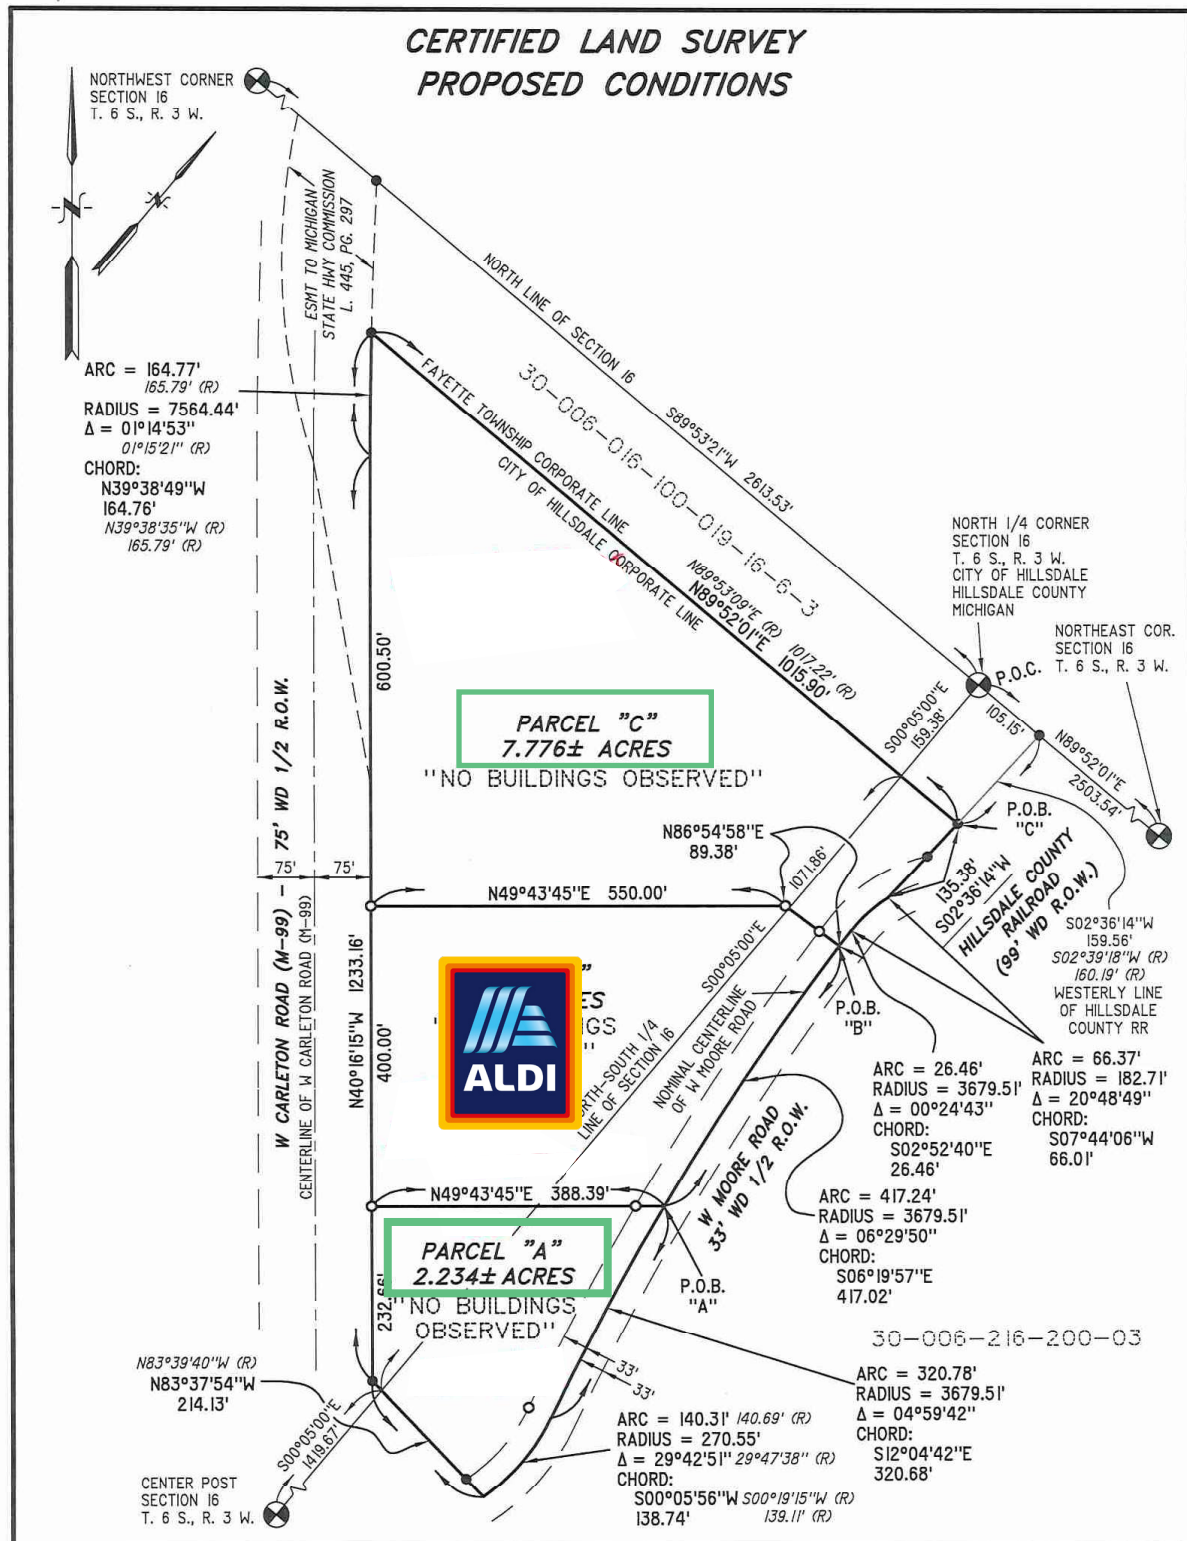 CERTIFIED LAND SURVEY
PROPOSED CONDITIONS
NORTHWEST CORNER
SECTION 16
T. 6 S., R. 3 W.
N
N
ESMT TO MICHIGAN
STATE HWY COMMISSION
L. 445, PG. 297
NORTH LINE OF SECTION 16
S89°53'21"W 2613.53'
30-006-016-100-019-16-6-3
FAYETTE TOWNSHIP CORPORATE LINE
CITY OF HILLSDALE CORPORATE LINE
N89°53'09"E (R) 1017.22' (R)
N89°52'01"E 1015.90'
ARC = 164.77'
165.79' (R)
RADIUS = 7564.44'
Δ = 01°14'53"
01°15'21" (R)
CHORD:
N39°38'49"W
164.76'
N39°38'35"W (R)
165.79' (R)
NORTH 1/4 CORNER
SECTION 16
T. 6 S., R. 3 W.
CITY OF HILLSDALE
HILLSDALE COUNTY
MICHIGAN
NORTHEAST COR.
SECTION 16
T. 6 S., R. 3 W.
P.O.C.
105.15'
N89°52'01"E
2503.54'
S00°05'00"E
159.38'
600.50'
PARCEL "C"
7.776± ACRES
"NO BUILDINGS OBSERVED"
W CARLETON ROAD (M-99) - 75' WD 1/2 R.O.W.
CENTERLINE OF W CARLETON ROAD (M-99)
75'
75'
N86°54'58"E
89.38'
1071.86'
P.O.B.
"C"
135.38'
S02°36'14"W
HILLSDALE COUNTY
RAILROAD
(99' WD R.O.W.)
S02°36'14"W
159.56'
S02°39'18"W (R)
160.19' (R)
WESTERLY LINE
OF HILLSDALE
COUNTY RR
N49°43'45"E 550.00'
N40°16'15"W 1233.16'
400.00'
"
ES
"
GS
"
ALDI
S00°05'00"E
RTH-SOUTH 1/4
LINE OF SECTION 16
NOMINAL CENTERLINE
OF W MOORE ROAD
P.O.B.
"B"
W MOORE ROAD
33' WD 1/2 R.O.W.
ARC = 26.46'
RADIUS = 3679.51'
Δ = 00°24'43"
CHORD:
S02°52'40"E
26.46'
ARC = 66.37'
RADIUS = 182.71'
Δ = 20°48'49"
CHORD:
S07°44'06"W
66.01'
N49°43'45"E 388.39'
ARC = 417.24'
RADIUS = 3679.51'
Δ = 06°29'50"
CHORD:
S06°19'57"E
417.02'
PARCEL "A"
2.234± ACRES
"NO BUILDINGS
OBSERVED"
232.66'
P.O.B.
"A"
30-006-216-200-03
33'
33'
N83°39'40"W (R)
N83°37'54"W
214.13'
S00°05'00"E
1419.67'
ARC = 320.78'
RADIUS = 3679.51'
Δ = 04°59'42"
CHORD:
S12°04'42"E
320.68'
ARC = 140.31' 140.69' (R)
RADIUS = 270.55'
Δ = 29°42'51" 29°47'38" (R)
CHORD:
S00°05'56"W S00°19'15"W (R)
138.74' 139.11' (R)
CENTER POST
SECTION 16
T. 6 S., R. 3 W.